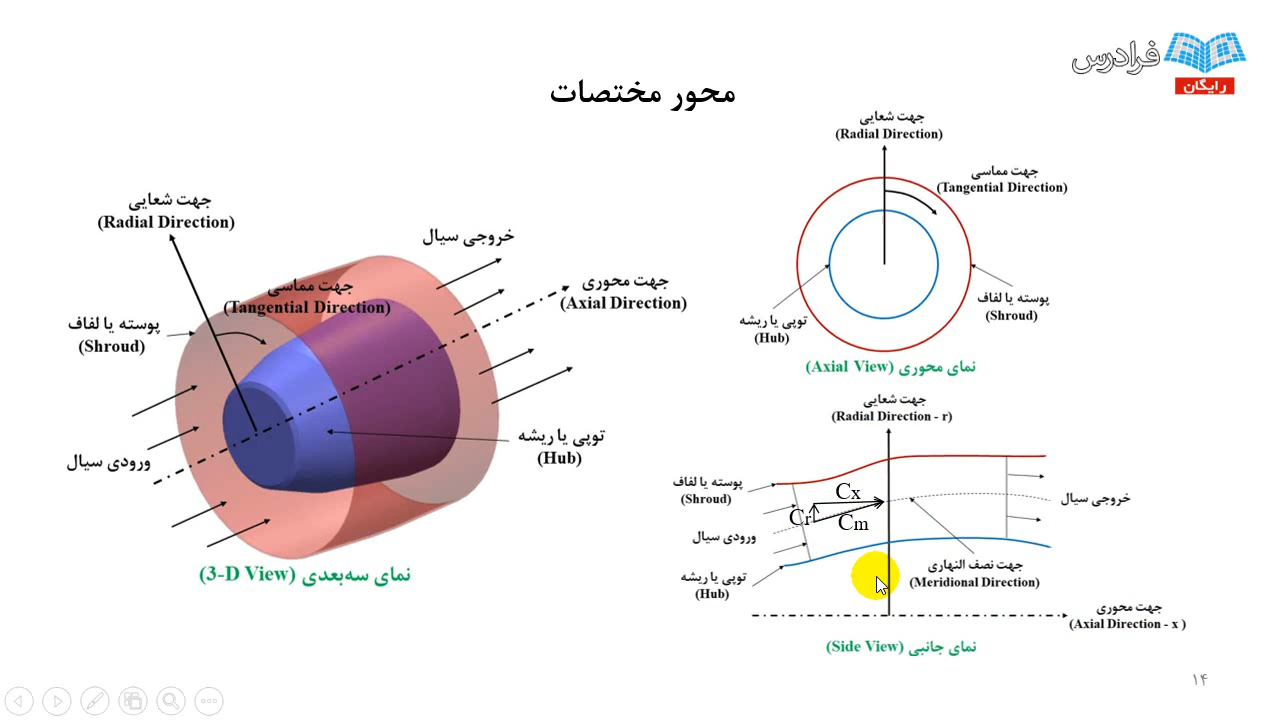 فرادرس
رایگان
محور مختصات
جهت شعایی
(Radial Direction)
جهت مماسی
(Tangential Direction)
پوسته یا لفاف
(Shroud)
خروجی سیال
جهت محوری
(Axial Direction)
توپی یا ریشه
(Hub)
ورودی سیال
نمای سه‌بعدی (3-D View)
جهت شعایی
(Radial Direction)
جهت مماسی
(Tangential Direction)
پوسته یا لفاف
(Shroud)
توپی یا ریشه
(Hub)
نمای محوری (Axial View)
جهت شعایی
(Radial Direction - r)
پوسته یا لفاف
(Shroud)
Cx
Cr
Cm
خروجی سیال
ورودی سیال
جهت نصف النهاری
(Meridional Direction)
توپی یا ریشه
(Hub)
جهت محوری
(Axial Direction - x )
نمای جانبی (Side View)
۱۴